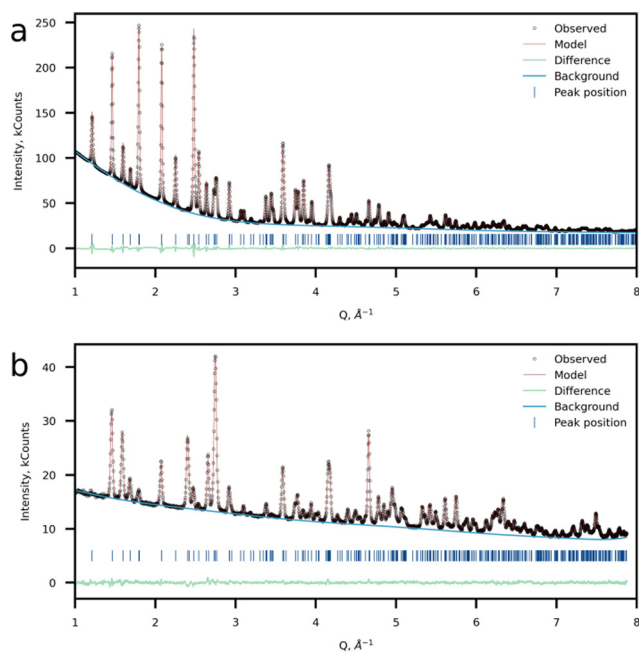 a
250
200
150
100
50
0
Intensity, kCounts
Observed
Model
Difference
Background
Peak position
1 2 3 4 5 6 7 8
Q, Å⁻¹
b
40
30
20
10
0
Intensity, kCounts
Observed
Model
Difference
Background
Peak position
1 2 3 4 5 6 7 8
Q, Å⁻¹